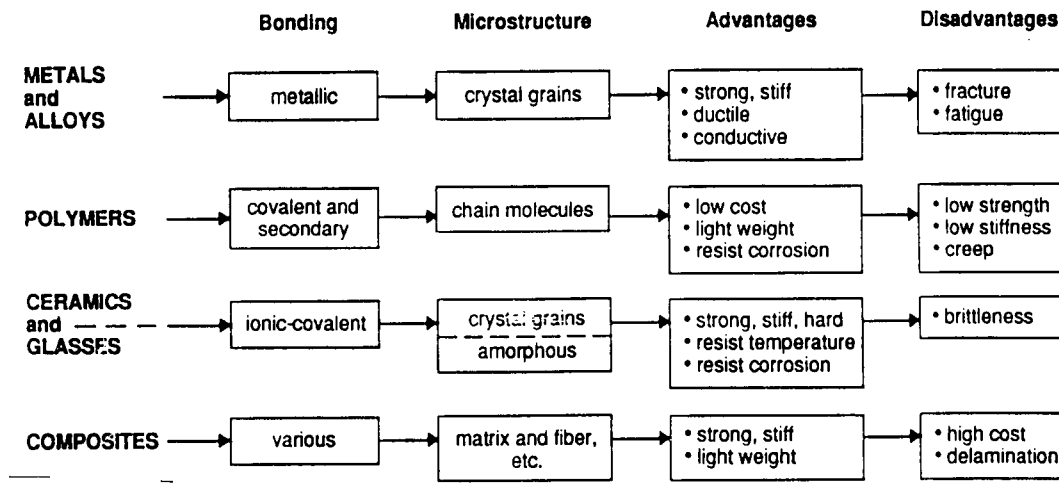 Bonding Microstructure Advantages Disadvantages
METALS
and
ALLOYS
metallic
crystal grains
• strong, stiff
• ductile
• conductive
• fracture
• fatigue
POLYMERS
covalent and
secondary
chain molecules
• low cost
• light weight
• resist corrosion
• low strength
• low stiffness
• creep
CERAMICS
and
GLASSES
ionic-covalent
crystal grains
amorphous
• strong, stiff, hard
• resist temperature
• resist corrosion
• brittleness
COMPOSITES
various
matrix and fiber,
etc.
• strong, stiff
• light weight
• high cost
• delamination